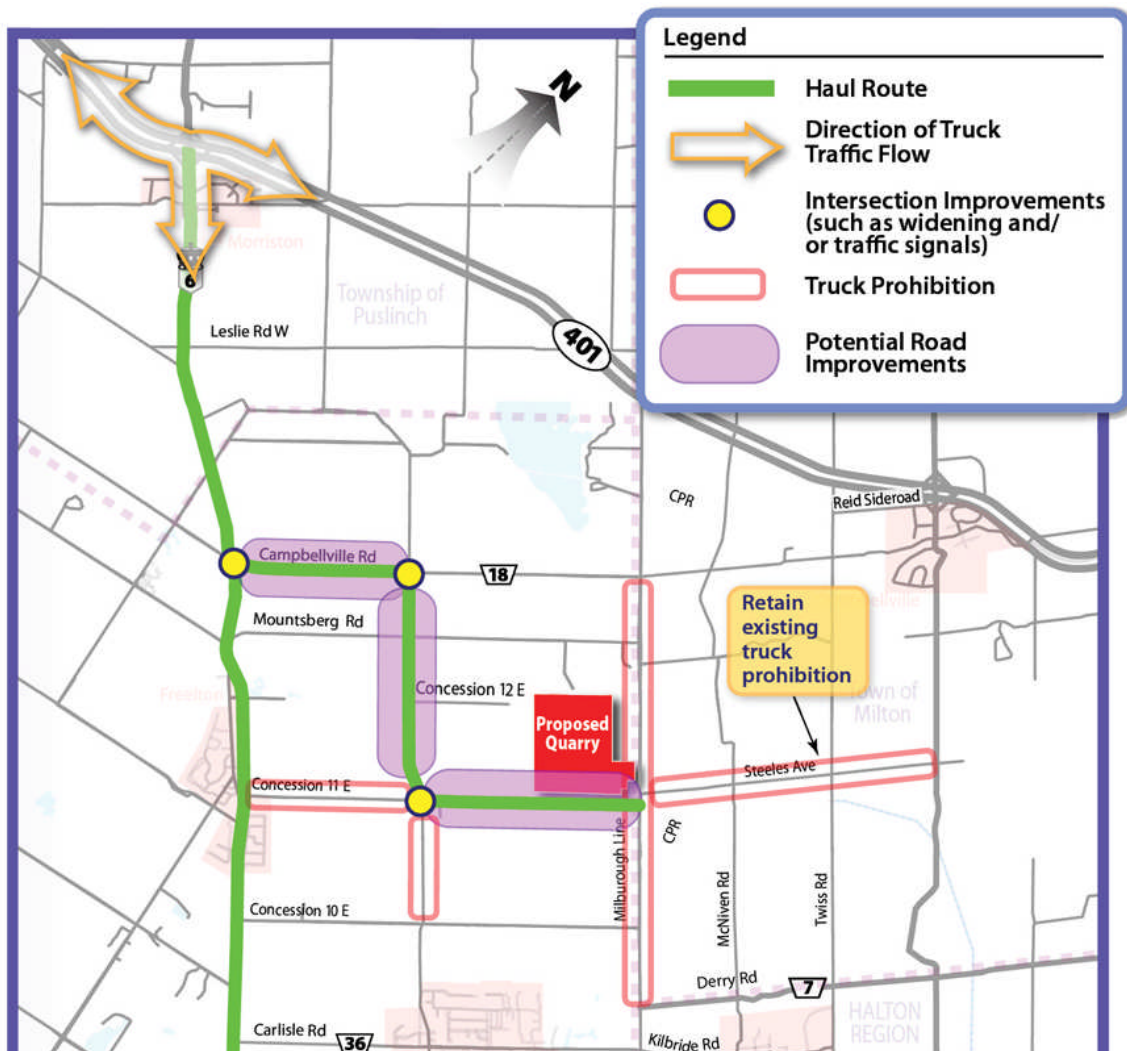 Legend
Haul Route
Direction of Truck
Traffic Flow
Intersection Improvements
(such as widening and/
or traffic signals)
Truck Prohibition
Potential Road
Improvements
N
Morriston
6
Township of
Puslinch
Leslie Rd W
401
CPR
Reid Sideroad
Campbellville Rd
18
Mountsberg Rd
Retain
existing
truck
prohibition
Freelton
Concession 12 E
Town of
Milton
Proposed
Quarry
Steeles Ave
Concession 11 E
CPR
Milburough Line
McNiven Rd
Twiss Rd
Concession 10 E
Derry Rd
7
HALTON
REGION
Carlisle Rd
36
Kilbride Rd